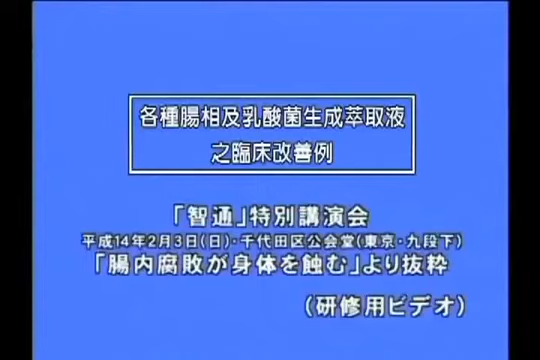 各種腸相及乳酸菌生成萃取液
之臨床改善例
「智通」特別講演会
平成14年2月3日(日)・千代田区公会堂(東京・九段下)
「腸内腐敗が身体を蝕む」より抜粋
(研修用ビデオ)